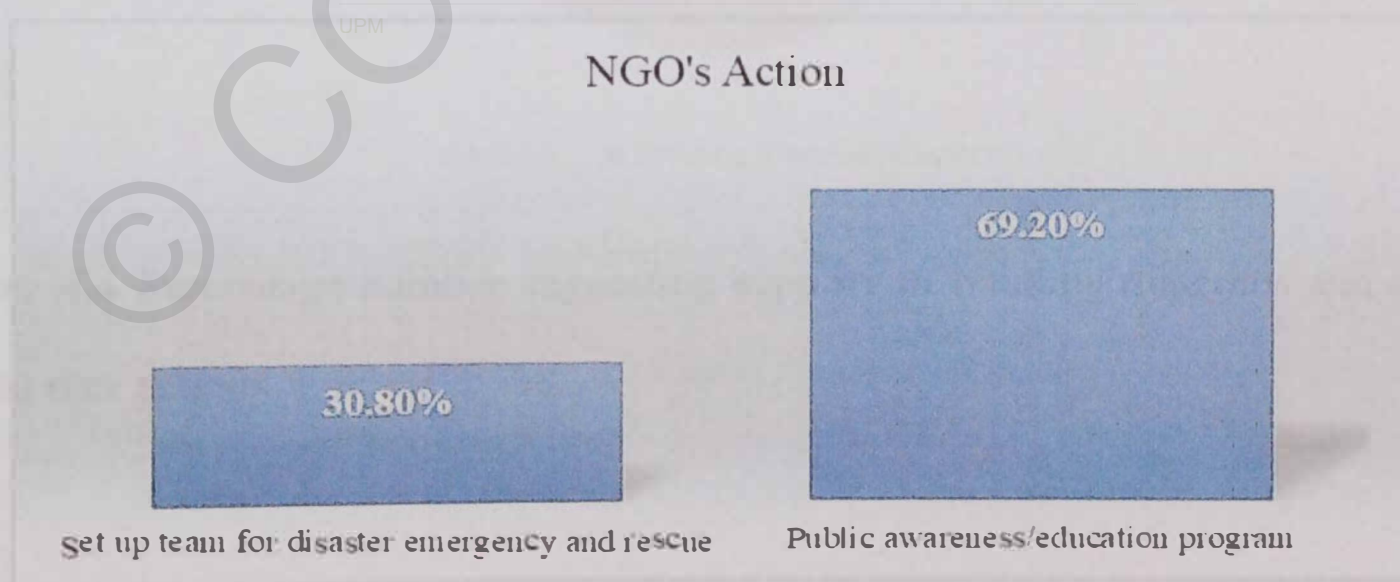 UPM
© CO
NGO's Action
69.20%
30.80%
Set up team for disaster emergency and rescue
Public awareness/education program